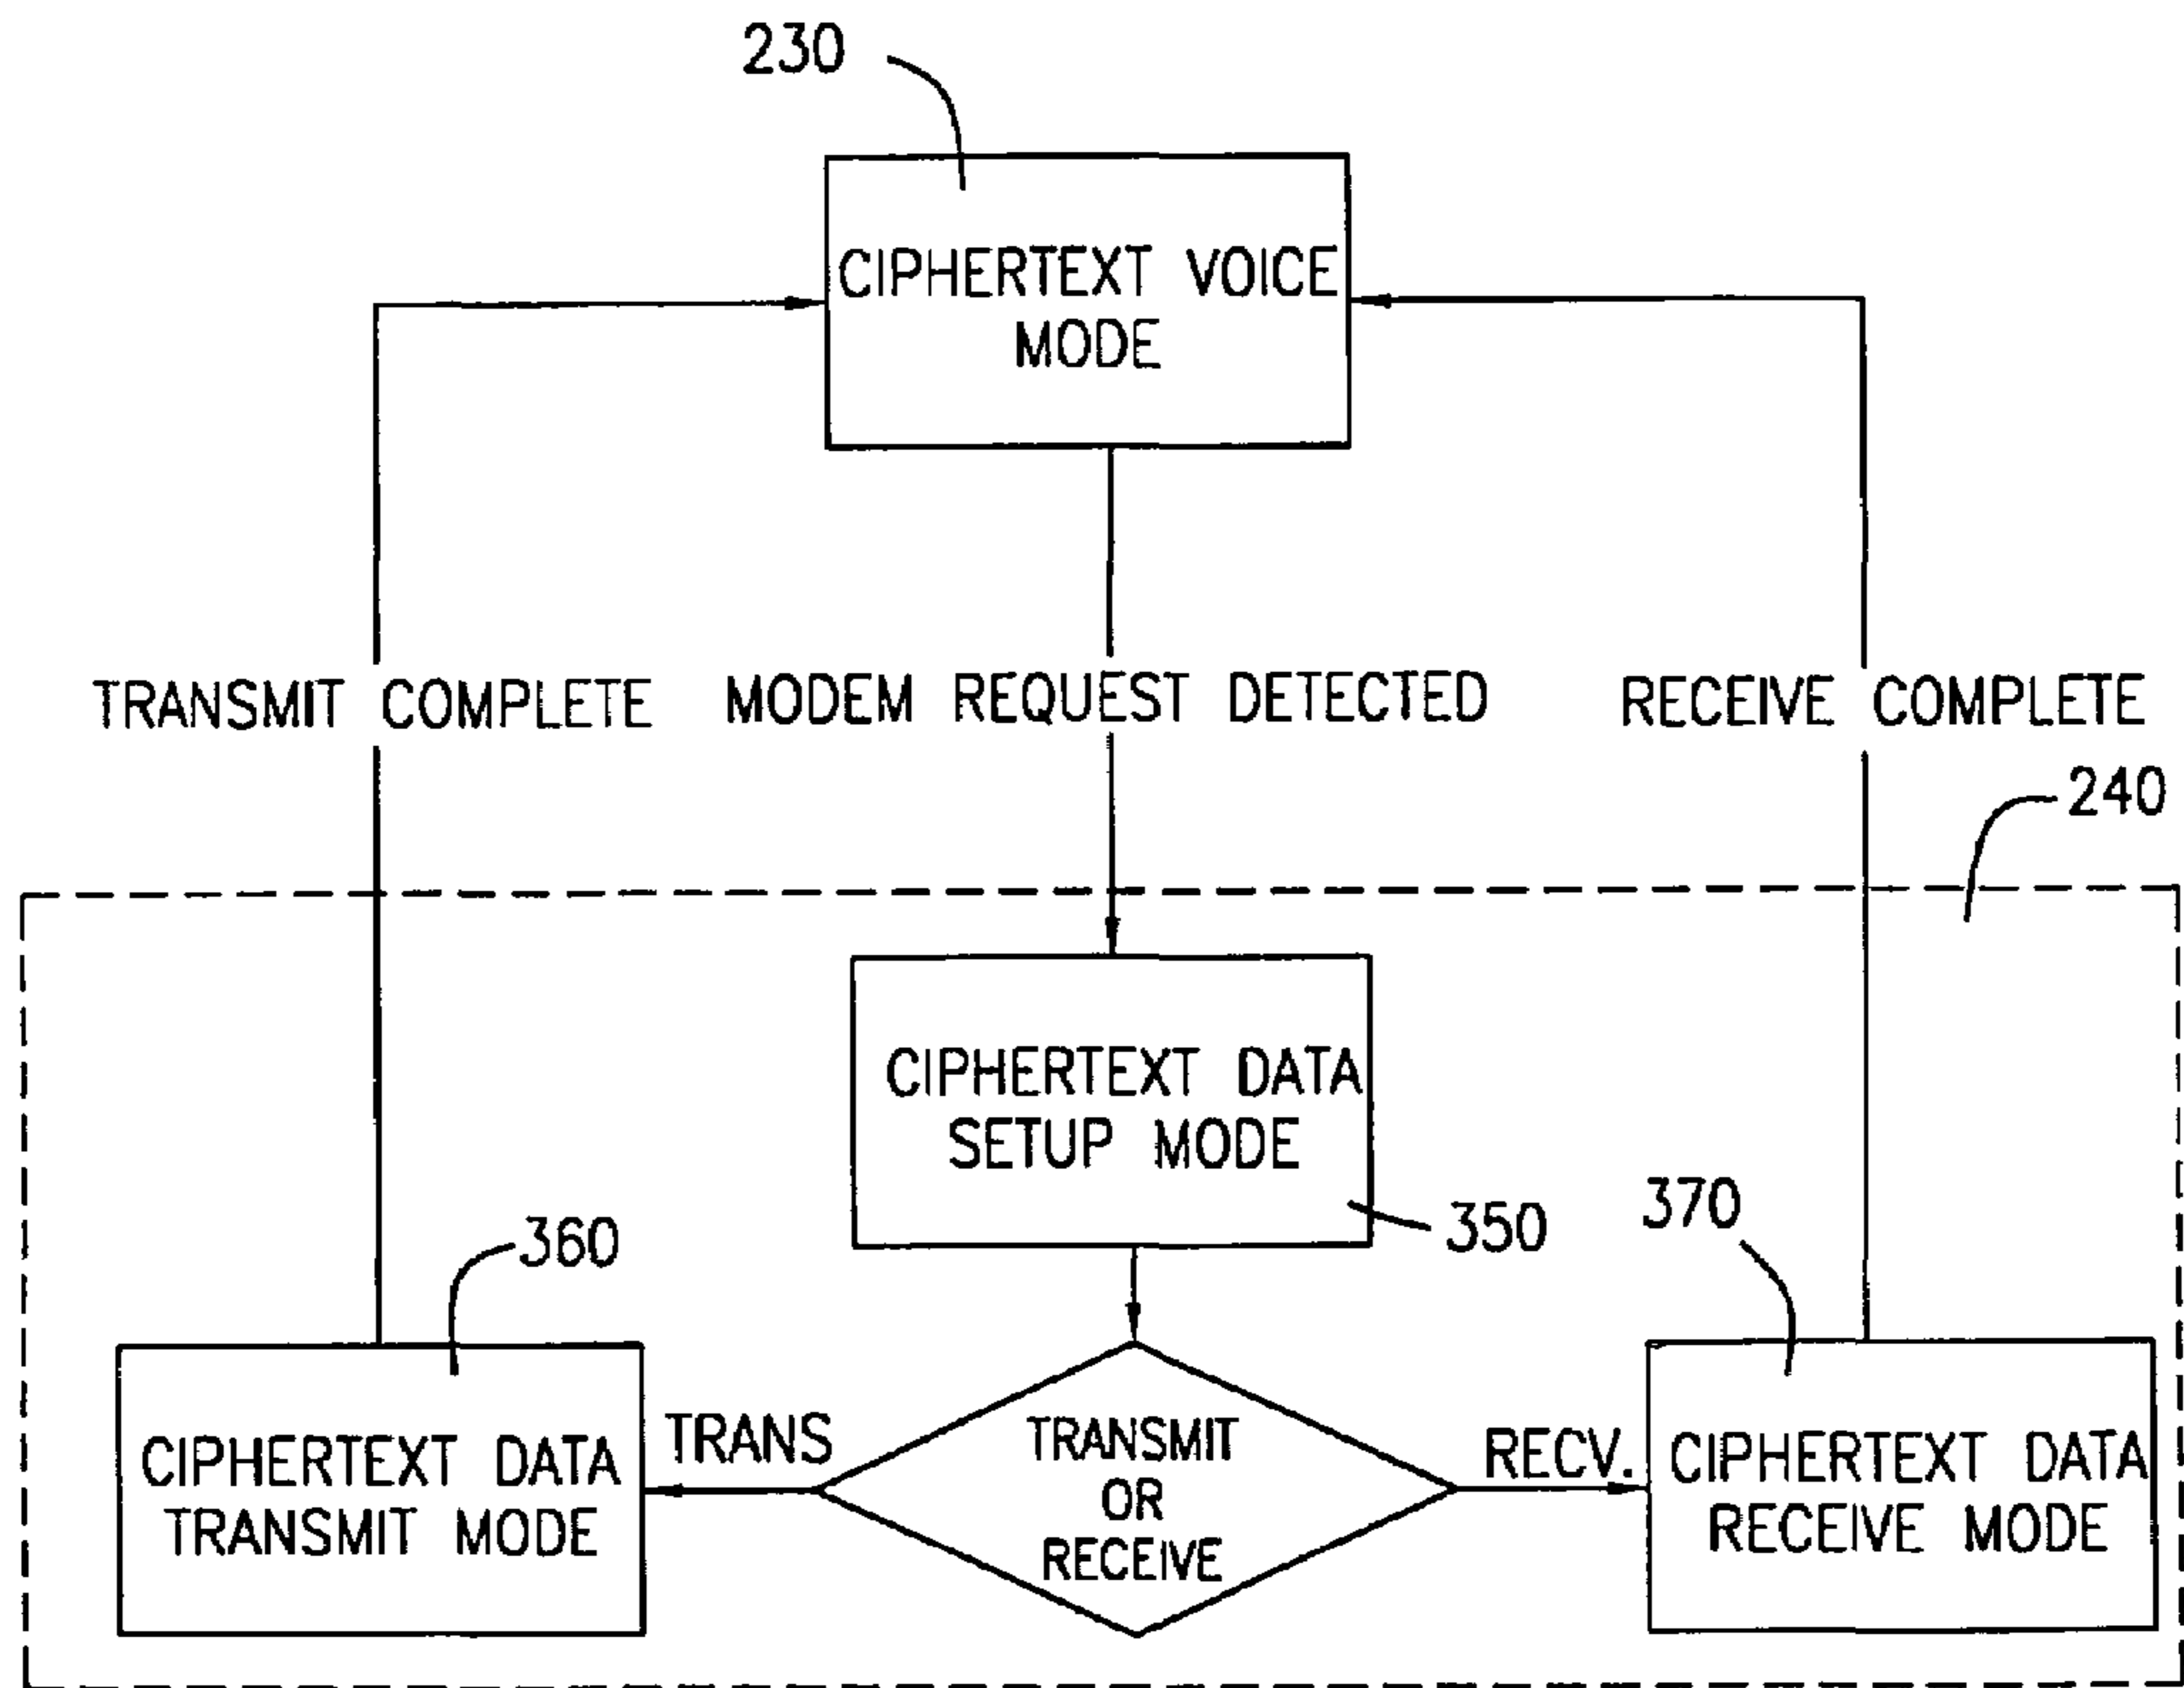 230
CIPHERTEXT VOICE
MODE
TRANSMIT COMPLETE
MODEM REQUEST DETECTED
RECEIVE COMPLETE
240
CIPHERTEXT DATA
SETUP MODE
350
360
370
CIPHERTEXT DATA
TRANSMIT MODE
TRANS
TRANSMIT
OR
RECEIVE
RECV.
CIPHERTEXT DATA
RECEIVE MODE